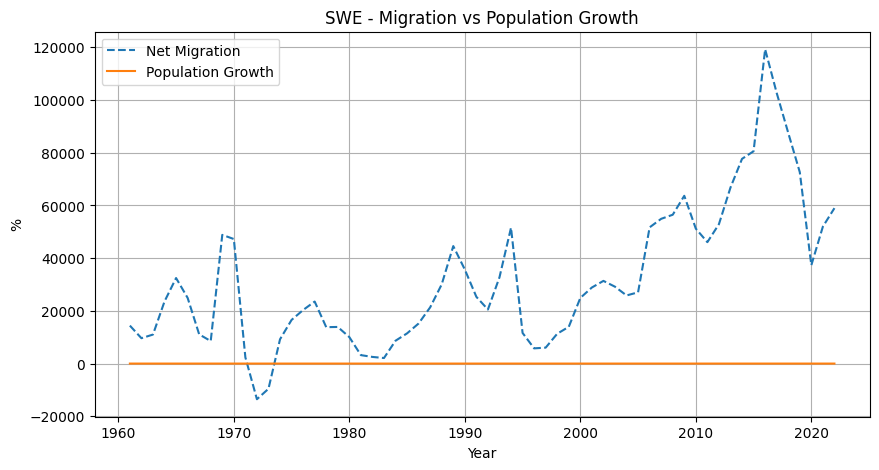 SWE - Migration vs Population Growth
Net Migration
Population Growth
120000
100000
80000
60000
40000
20000
0
−20000
%
1960 1970 1980 1990 2000 2010 2020
Year